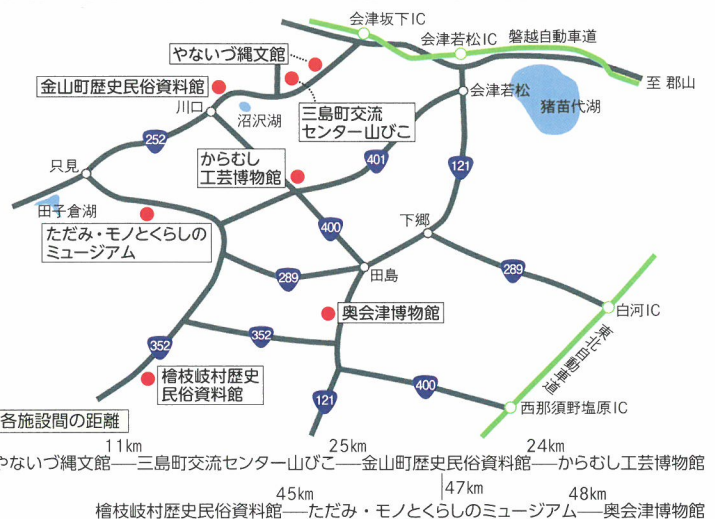 会津坂下IC
会津若松IC
磐越自動車道
やないづ縄文館
至 郡山
金山町歴史民俗資料館
会津若松
猪苗代湖
川口
沼沢湖
三島町交流
センター山びこ
252
からむし
工芸博物館
401
121
只見
田子倉湖
ただみ・モノとくらしの
ミュージアム
400
下郷
289
田島
289
奥会津博物館
白河IC
東北自動車道
352
352
檜枝岐村歴史
民俗資料館
121
400
西那須野塩原IC
各施設間の距離
11km 25km 24km
やないづ縄文館──三島町交流センター山びこ──金山町歴史民俗資料館──からむし工芸博物館
45km 47km 48km
檜枝岐村歴史民俗資料館──ただみ・モノとくらしのミュージアム──奥会津博物館